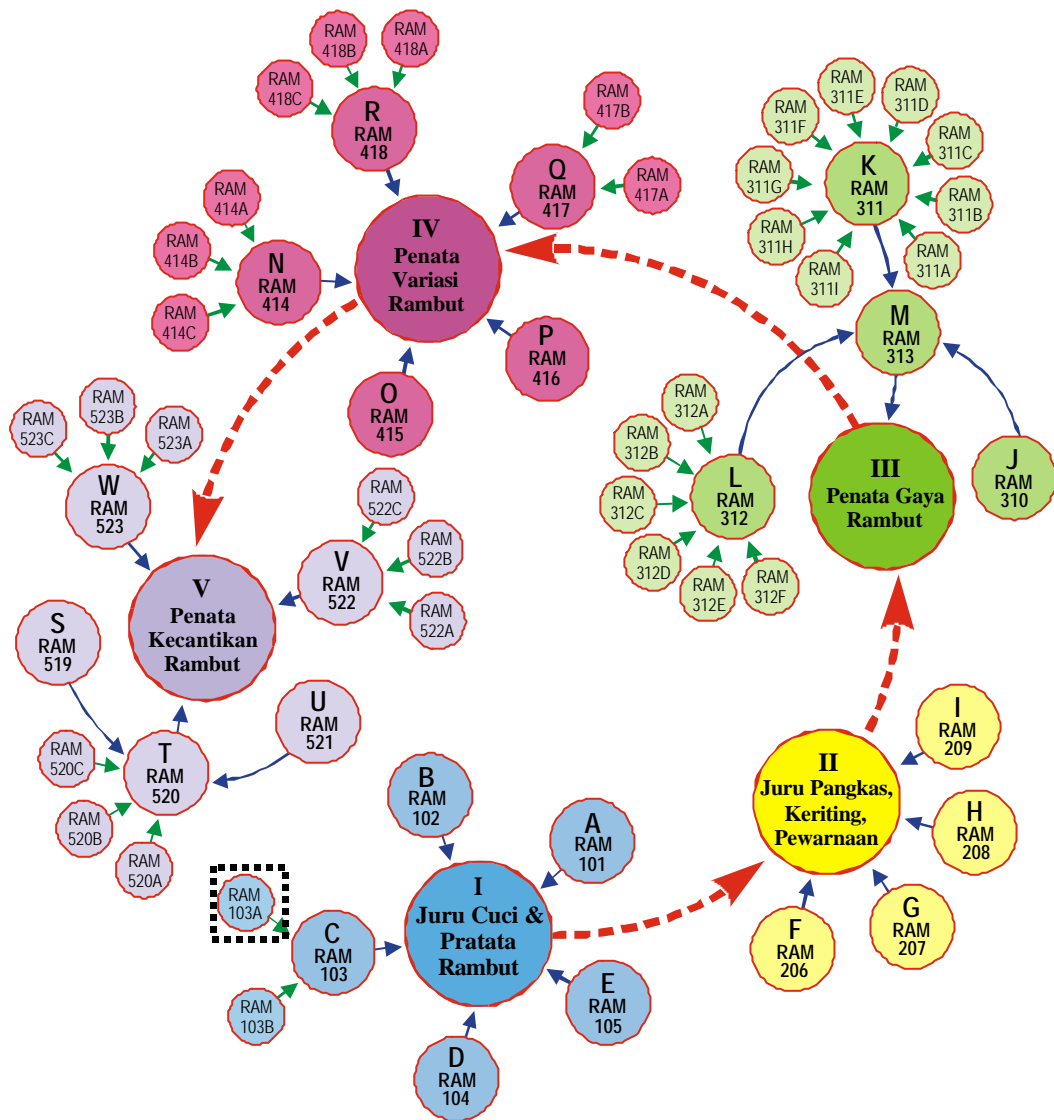 RAM
418B
RAM
418A
RAM
418C
R
RAM
418
RAM
417B
Q
RAM
417
RAM
417A
RAM
414A
RAM
414B
RAM
414C
N
RAM
414
IV
Penata
Variasi
Rambut
P
RAM
416
O
RAM
415
RAM
311E
RAM
311D
RAM
311F
RAM
311C
RAM
311G
RAM
311B
RAM
311H
RAM
311A
RAM
311I
K
RAM
311
M
RAM
313
RAM
312A
RAM
312B
RAM
312C
RAM
312D
RAM
312E
RAM
312F
L
RAM
312
III
Penata Gaya
Rambut
J
RAM
310
RAM
523B
RAM
523C
RAM
523A
W
RAM
523
RAM
522C
RAM
522B
RAM
522A
V
RAM
522
V
Penata
Kecantikan
Rambut
S
RAM
519
U
RAM
521
T
RAM
520
RAM
520C
RAM
520B
RAM
520A
B
RAM
102
A
RAM
101
RAM
103A
C
RAM
103
RAM
103B
I
Juru Cuci &
Pratata
Rambut
E
RAM
105
D
RAM
104
II
Juru Pangkas,
Keriting,
Pewarnaan
I
RAM
209
H
RAM
208
G
RAM
207
F
RAM
206